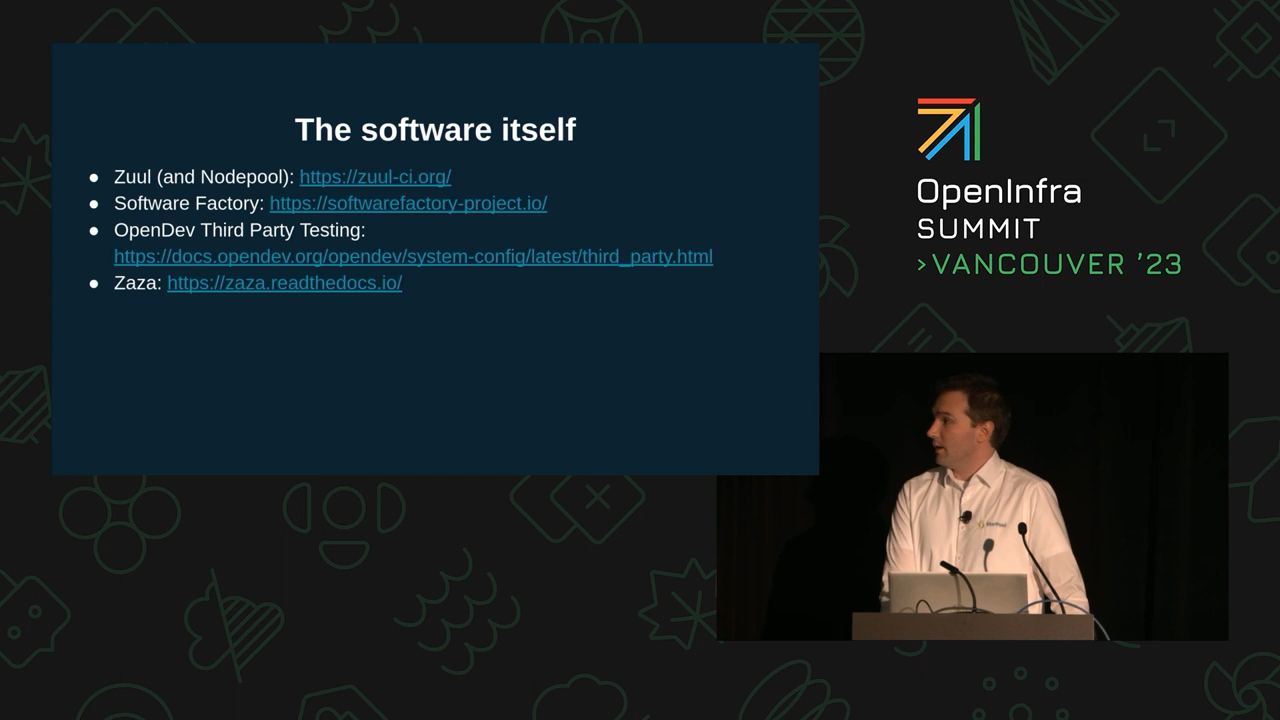 The software itself
● Zuul (and Nodepool): https://zuul-ci.org/
● Software Factory: https://softwarefactory-project.io/
● OpenDev Third Party Testing:
https://docs.opendev.org/opendev/system-config/latest/third_party.html
● Zaza: https://zaza.readthedocs.io/
OpenInfra
SUMMIT
>VANCOUVER ’23